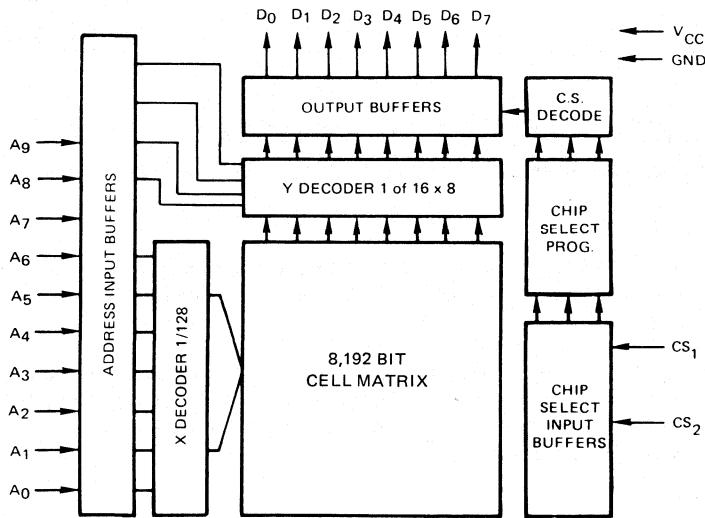 D0 D1 D2 D3 D4 D5 D6 D7
VCC
GND
OUTPUT BUFFERS
C.S.
DECODE
A9
A8
A7
A6
A5
A4
A3
A2
A1
A0
ADDRESS INPUT BUFFERS
Y DECODER 1 of 16 x 8
CHIP
SELECT
PROG.
X DECODER 1/128
8,192 BIT
CELL MATRIX
CHIP
SELECT
INPUT
BUFFERS
CS1
CS2